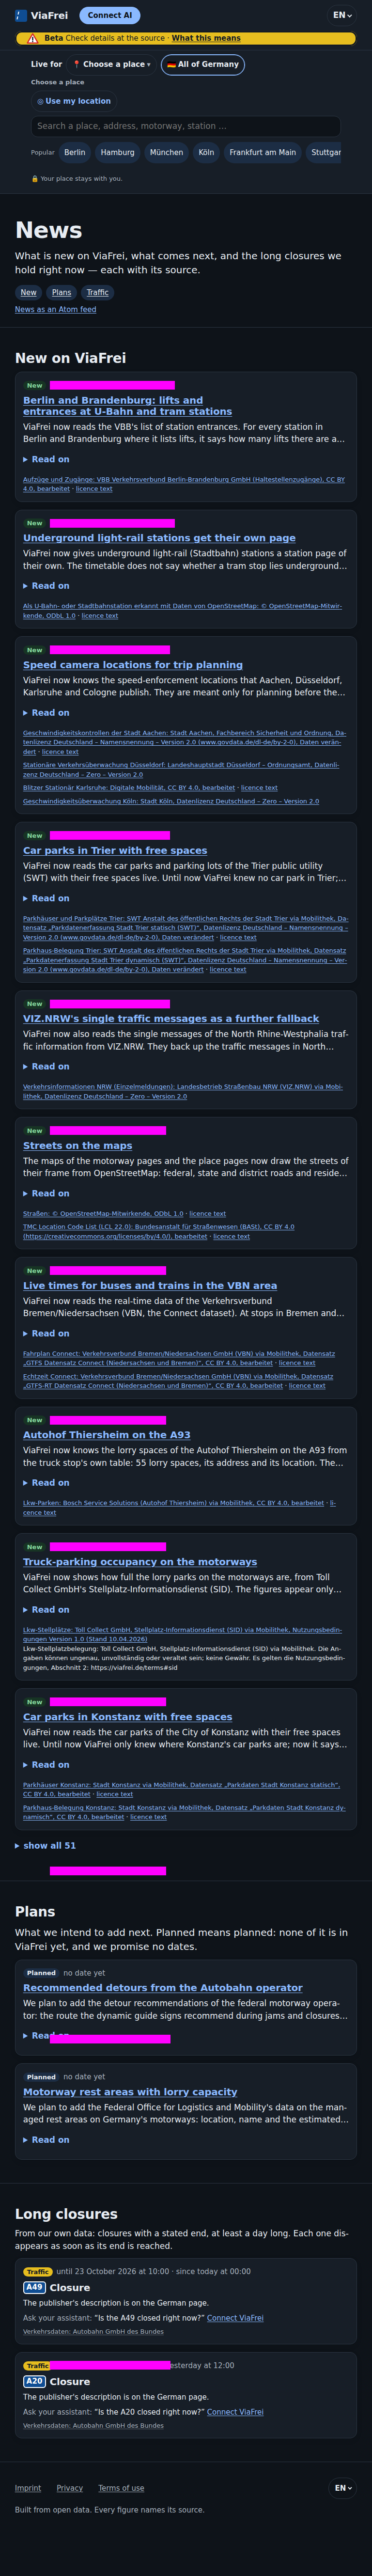 ViaFrei
Connect AI
EN
Beta Check details at the source · What this means
Live for
Choose a place
All of Germany
Choose a place
Use my location
Search a place, address, motorway, station …
Popular
Berlin
Hamburg
München
Köln
Frankfurt am Main
Your place stays with you.
News
What is new on ViaFrei, what comes next, and the long closures we
hold right now — each with its source.
New
Plans
Traffic
News as an Atom feed
New on ViaFrei
New
Berlin and Brandenburg: lifts and
entrances at U-Bahn and tram stations
ViaFrei now reads the VBB's list of station entrances. For every station in
Berlin and Brandenburg where it lists lifts, it says how many lifts there are a…
Read on
Aufzüge und Zugänge: VBB Verkehrsverbund Berlin-Brandenburg GmbH (Haltestellenzugänge), CC BY
4.0, bearbeitet · licence text
New
Underground light-rail stations get their own page
ViaFrei now gives underground light-rail (Stadtbahn) stations a station page of
their own. The timetable does not say whether a tram stop lies underground…
Read on
Als U-Bahn- oder Stadtbahnstation erkannt mit Daten von OpenStreetMap: © OpenStreetMap-Mitwir-
kende, ODbL 1.0 · licence text
New
Speed camera locations for trip planning
ViaFrei now knows the speed-enforcement locations that Aachen, Düsseldorf,
Karlsruhe and Cologne publish. They are meant only for planning before the…
Read on
Geschwindigkeitskontrollen der Stadt Aachen: Stadt Aachen, Fachbereich Sicherheit und Ordnung, Da-
tenlizenz Deutschland – Namensnennung – Version 2.0 (www.govdata.de/dl-de/by-2-0), Daten verän-
dert · licence text
Stationäre Verkehrsüberwachung Düsseldorf: Landeshauptstadt Düsseldorf – Ordnungsamt, Datenli-
zenz Deutschland – Zero – Version 2.0
Blitzer Stationär Karlsruhe: Digitale Mobilität, CC BY 4.0, bearbeitet · licence text
Geschwindigkeitsüberwachung Köln: Stadt Köln, Datenlizenz Deutschland – Zero – Version 2.0
New
Car parks in Trier with free spaces
ViaFrei now reads the car parks and parking lots of the Trier public utility
(SWT) with their free spaces live. Until now ViaFrei knew no car park in Trier;…
Read on
Parkhäuser und Parkplätze Trier: SWT Anstalt des öffentlichen Rechts der Stadt Trier via Mobilithek, Da-
tensatz „Parkdatenerfassung Stadt Trier statisch (SWT)“, Datenlizenz Deutschland – Namensnennung –
Version 2.0 (www.govdata.de/dl-de/by-2-0), Daten verändert · licence text
Parkhaus-Belegung Trier: SWT Anstalt des öffentlichen Rechts der Stadt Trier via Mobilithek, Datensatz
„Parkdatenerfassung Stadt Trier dynamisch (SWT)“, Datenlizenz Deutschland – Namensnennung – Ver-
sion 2.0 (www.govdata.de/dl-de/by-2-0), Daten verändert · licence text
New
VIZ.NRW's single traffic messages as a further fallback
ViaFrei now also reads the single messages of the North Rhine-Westphalia traf-
fic information from VIZ.NRW. They back up the traffic messages in North…
Read on
Verkehrsinformationen NRW (Einzelmeldungen): Landesbetrieb Straßenbau NRW (VIZ.NRW) via Mobi-
lithek, Datenlizenz Deutschland – Zero – Version 2.0
New
Streets on the maps
The maps of the motorway pages and the place pages now draw the streets of
their frame from OpenStreetMap: federal, state and district roads and reside…
Read on
Straßen: © OpenStreetMap-Mitwirkende, ODbL 1.0 · licence text
TMC Location Code List (LCL 22.0): Bundesanstalt für Straßenwesen (BASt), CC BY 4.0
(https://creativecommons.org/licenses/by/4.0/), bearbeitet · licence text
New
Live times for buses and trains in the VBN area
ViaFrei now reads the real-time data of the Verkehrsverbund
Bremen/Niedersachsen (VBN, the Connect dataset). At stops in Bremen and…
Read on
Fahrplan Connect: Verkehrsverbund Bremen/Niedersachsen GmbH (VBN) via Mobilithek, Datensatz
„GTFS Datensatz Connect (Niedersachsen und Bremen)“, CC BY 4.0, bearbeitet · licence text
Echtzeit Connect: Verkehrsverbund Bremen/Niedersachsen GmbH (VBN) via Mobilithek, Datensatz
„GTFS-RT Datensatz Connect (Niedersachsen und Bremen)“, CC BY 4.0, bearbeitet · licence text
New
Autohof Thiersheim on the A93
ViaFrei now knows the lorry spaces of the Autohof Thiersheim on the A93 from
the truck stop's own table: 55 lorry spaces, its address and its location. The…
Read on
Lkw-Parken: Bosch Service Solutions (Autohof Thiersheim) via Mobilithek, CC BY 4.0, bearbeitet · li-
cence text
New
Truck-parking occupancy on the motorways
ViaFrei now shows how full the lorry parks on the motorways are, from Toll
Collect GmbH's Stellplatz-Informationsdienst (SID). The figures appear only…
Read on
Lkw-Stellplätze: Toll Collect GmbH, Stellplatz-Informationsdienst (SID) via Mobilithek, Nutzungsbedin-
gungen Version 1.0 (Stand 10.04.2026)
Lkw-Stellplatzbelegung: Toll Collect GmbH, Stellplatz-Informationsdienst (SID) via Mobilithek. Die An-
gaben können ungenau, unvollständig oder veraltet sein; keine Gewähr. Es gelten die Nutzungsbedin-
gungen, Abschnitt 2: https://viafrei.de/terms#sid
New
Car parks in Konstanz with free spaces
ViaFrei now reads the car parks of the City of Konstanz with their free spaces
live. Until now ViaFrei only knew where Konstanz's car parks are; now it says…
Read on
Parkhäuser Konstanz: Stadt Konstanz via Mobilithek, Datensatz „Parkdaten Stadt Konstanz statisch“,
CC BY 4.0, bearbeitet · licence text
Parkhaus-Belegung Konstanz: Stadt Konstanz via Mobilithek, Datensatz „Parkdaten Stadt Konstanz dy-
namisch“, CC BY 4.0, bearbeitet · licence text
show all 51
Plans
What we intend to add next. Planned means planned: none of it is in
ViaFrei yet, and we promise no dates.
Planned no date yet
Recommended detours from the Autobahn operator
We plan to add the detour recommendations of the federal motorway opera-
tor: the route the dynamic guide signs recommend during jams and closures…
Read
Planned no date yet
Motorway rest areas with lorry capacity
We plan to add the Federal Office for Logistics and Mobility's data on the man-
aged rest areas on Germany's motorways: location, name and the estimated…
Read on
Long closures
From our own data: closures with a stated end, at least a day long. Each one dis-
appears as soon as its end is reached.
Traffic until 23 October 2026 at 10:00 · since today at 00:00
A49 Closure
The publisher's description is on the German page.
Ask your assistant: “Is the A49 closed right now?” Connect ViaFrei
Verkehrsdaten: Autobahn GmbH des Bundes
Traffic esterday at 12:00
A20 Closure
The publisher's description is on the German page.
Ask your assistant: “Is the A20 closed right now?” Connect ViaFrei
Verkehrsdaten: Autobahn GmbH des Bundes
Imprint
Privacy
Terms of use
EN
Built from open data. Every figure names its source.